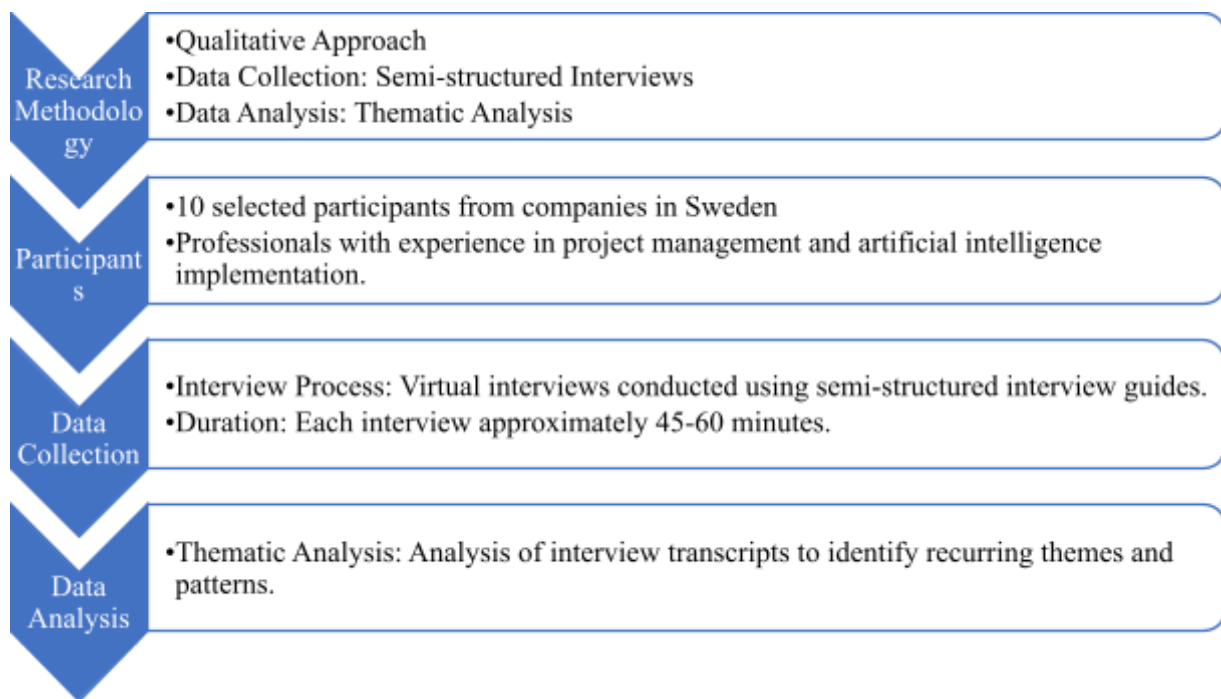 Research
Methodolo
gy
•Qualitative Approach
•Data Collection: Semi-structured Interviews
•Data Analysis: Thematic Analysis
Participant
s
•10 selected participants from companies in Sweden
•Professionals with experience in project management and artificial intelligence
implementation.
Data
Collection
•Interview Process: Virtual interviews conducted using semi-structured interview guides.
•Duration: Each interview approximately 45-60 minutes.
Data
Analysis
•Thematic Analysis: Analysis of interview transcripts to identify recurring themes and
patterns.